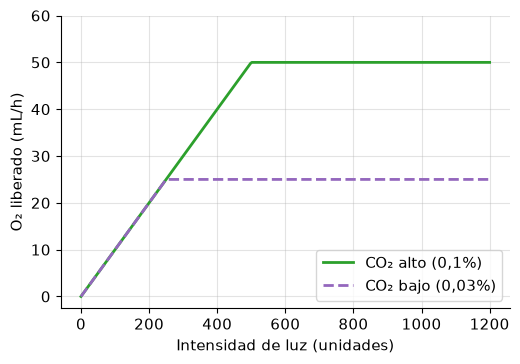 O₂ liberado (mL/h)
60
50
40
30
20
10
0
CO₂ alto (0,1%)
CO₂ bajo (0,03%)
0 200 400 600 800 1000 1200
Intensidad de luz (unidades)